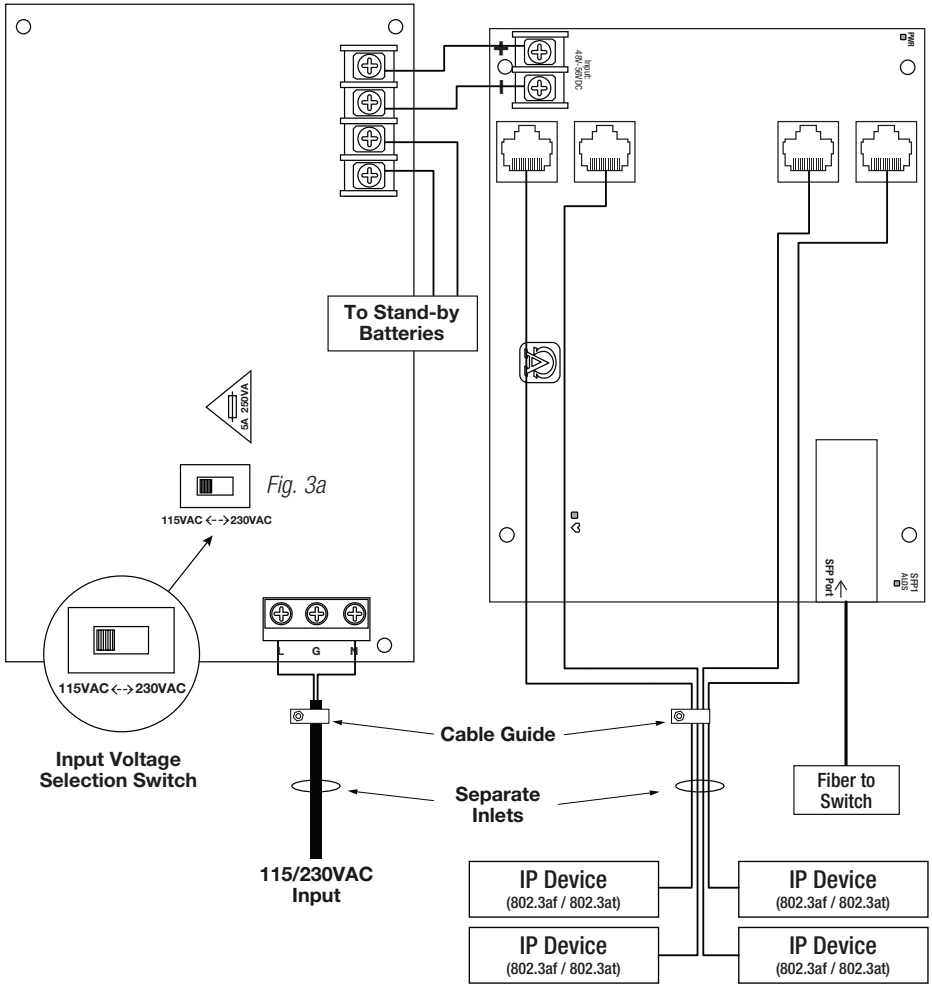 +
−
Input:
48V-56VDC
PWR
To Stand-by
Batteries
5A 250VA
Fig. 3a
115VAC <--> 230VAC
SFP Port
SFP1
AL0S
L G N
115VAC <--> 230VAC
Input Voltage
Selection Switch
Cable Guide
Separate
Inlets
115/230VAC
Input
Fiber to
Switch
IP Device
(802.3af / 802.3at)
IP Device
(802.3af / 802.3at)
IP Device
(802.3af / 802.3at)
IP Device
(802.3af / 802.3at)